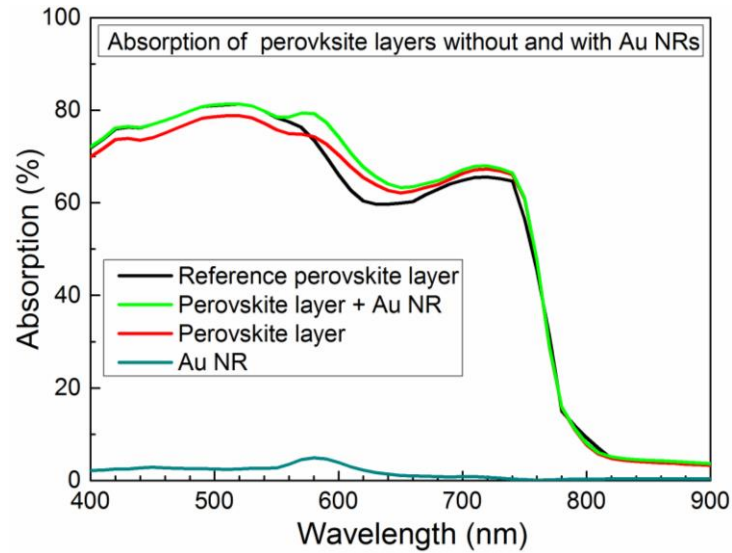 Absorption of perovksite layers without and with Au NRs
100
80
60
40
20
0
Absorption (%)
Reference perovskite layer
Perovskite layer + Au NR
Perovskite layer
Au NR
400 500 600 700 800 900
Wavelength (nm)